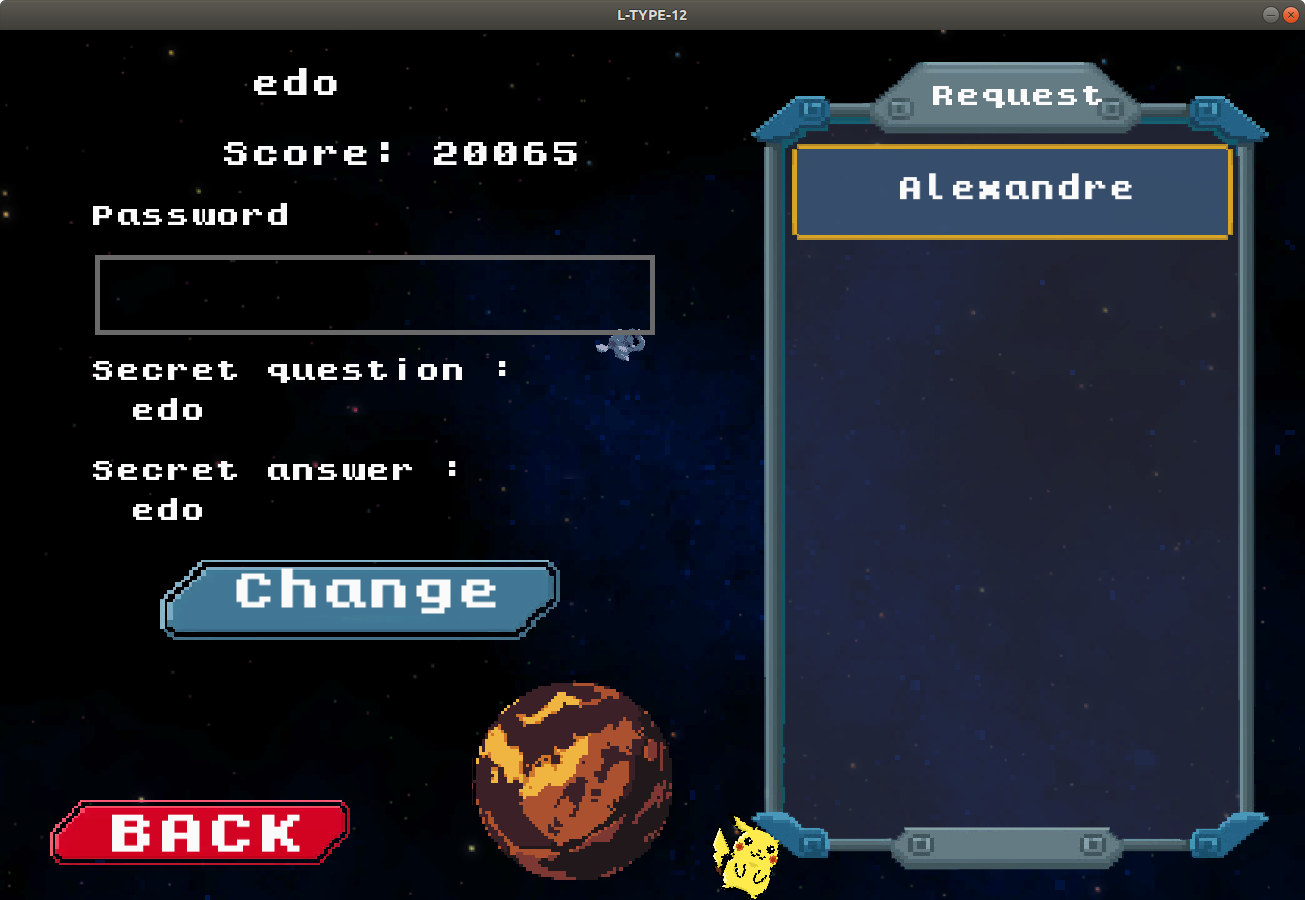 L-TYPE-12
edo
Score: 20065
Password
Secret question :
edo
Secret answer :
edo
Change
BACK
Request
Alexandre